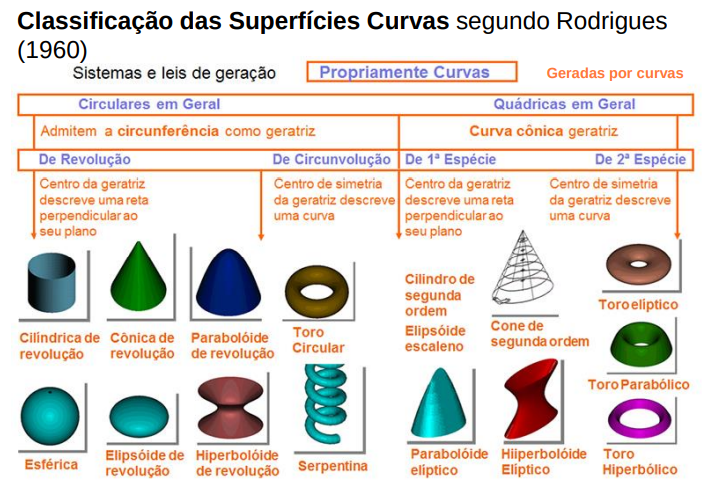 Classificação das Superfícies Curvas segundo Rodrigues
(1960)
Sistemas e leis de geração
Propriamente Curvas
Geradas por curvas
Circulares em Geral
Quádricas em Geral
Admitem a circunferência como geratriz
Curva cônica geratriz
De Revolução
De Circunvolução
De 1ª Espécie
De 2ª Espécie
Centro da geratriz
descreve uma reta
perpendicular ao
seu plano
Centro de simetria
da geratriz descreve
uma curva
Centro da geratriz
descreve uma reta
perpendicular ao
seu plano
Centro de simetria
da geratriz descreve
uma curva
Cilíndrica de
revolução
Cônica de
revolução
Parabolóide
de revolução
Toro
Circular
Cilindro de
segunda
ordem
Elipsóide
escaleno
Cone de
segunda ordem
Toro eliptico
Toro Parabólico
Esférica
Elipsóide de
revolução
Hiperbolóide
de revolução
Serpentina
Parabolóide
elíptico
Hiiperbolóide
Elíptico
Toro
Hiperbólico